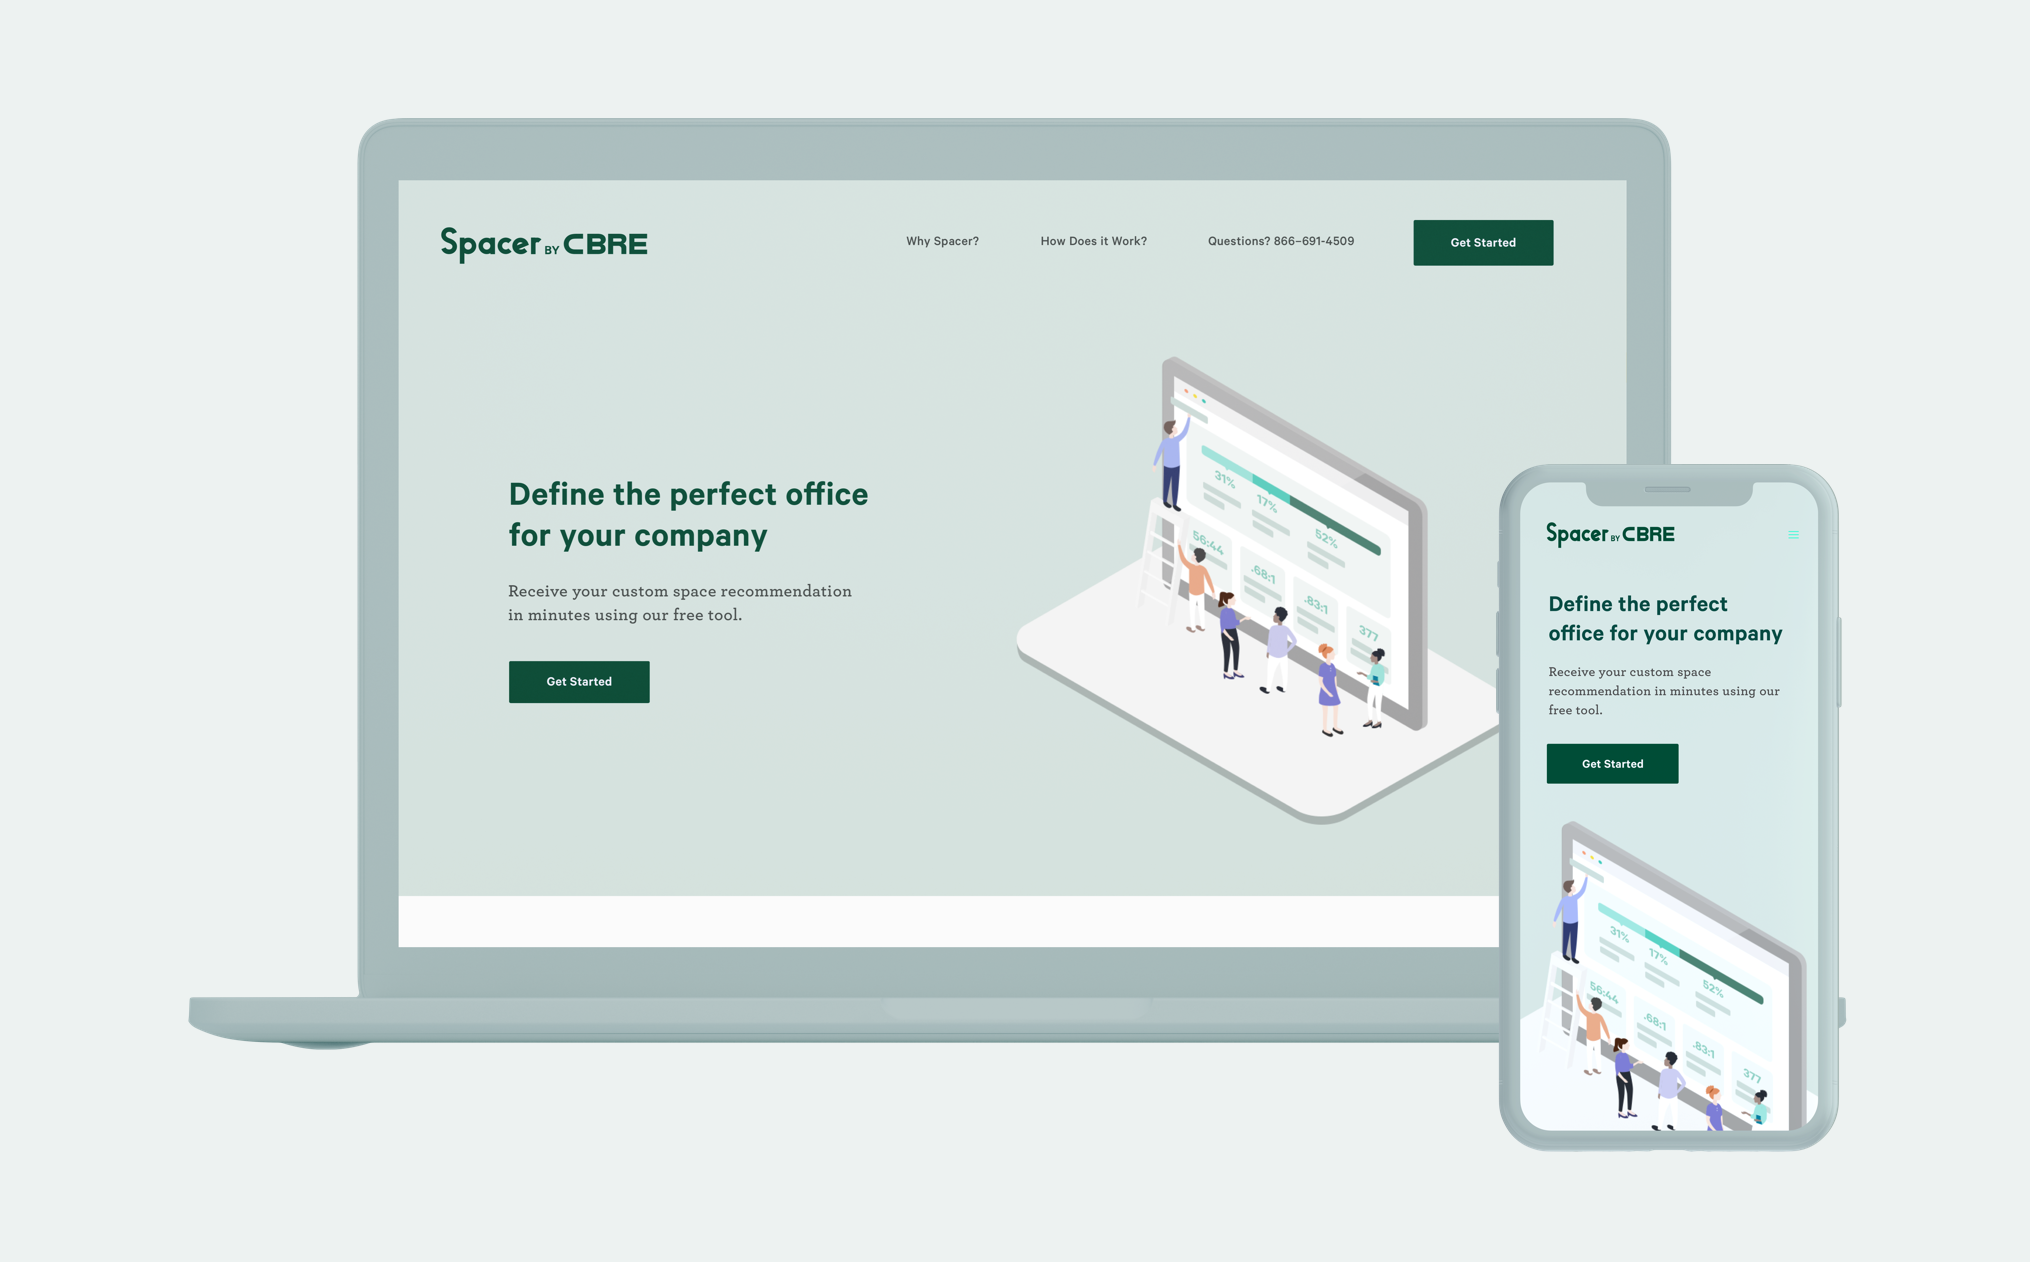 Spacer BY CBRE
Why Spacer?
How Does it Work?
Questions? 866-691-4509
Get Started
Define the perfect office
for your company
Receive your custom space recommendation
in minutes using our free tool.
Get Started
31%
17%
52%
56:44
.68:1
.83:1
377
Spacer BY CBRE
Define the perfect
office for your company
Receive your custom space
recommendation in minutes using our
free tool.
Get Started
31%
17%
52%
56:44
.68:1
.83:1
377